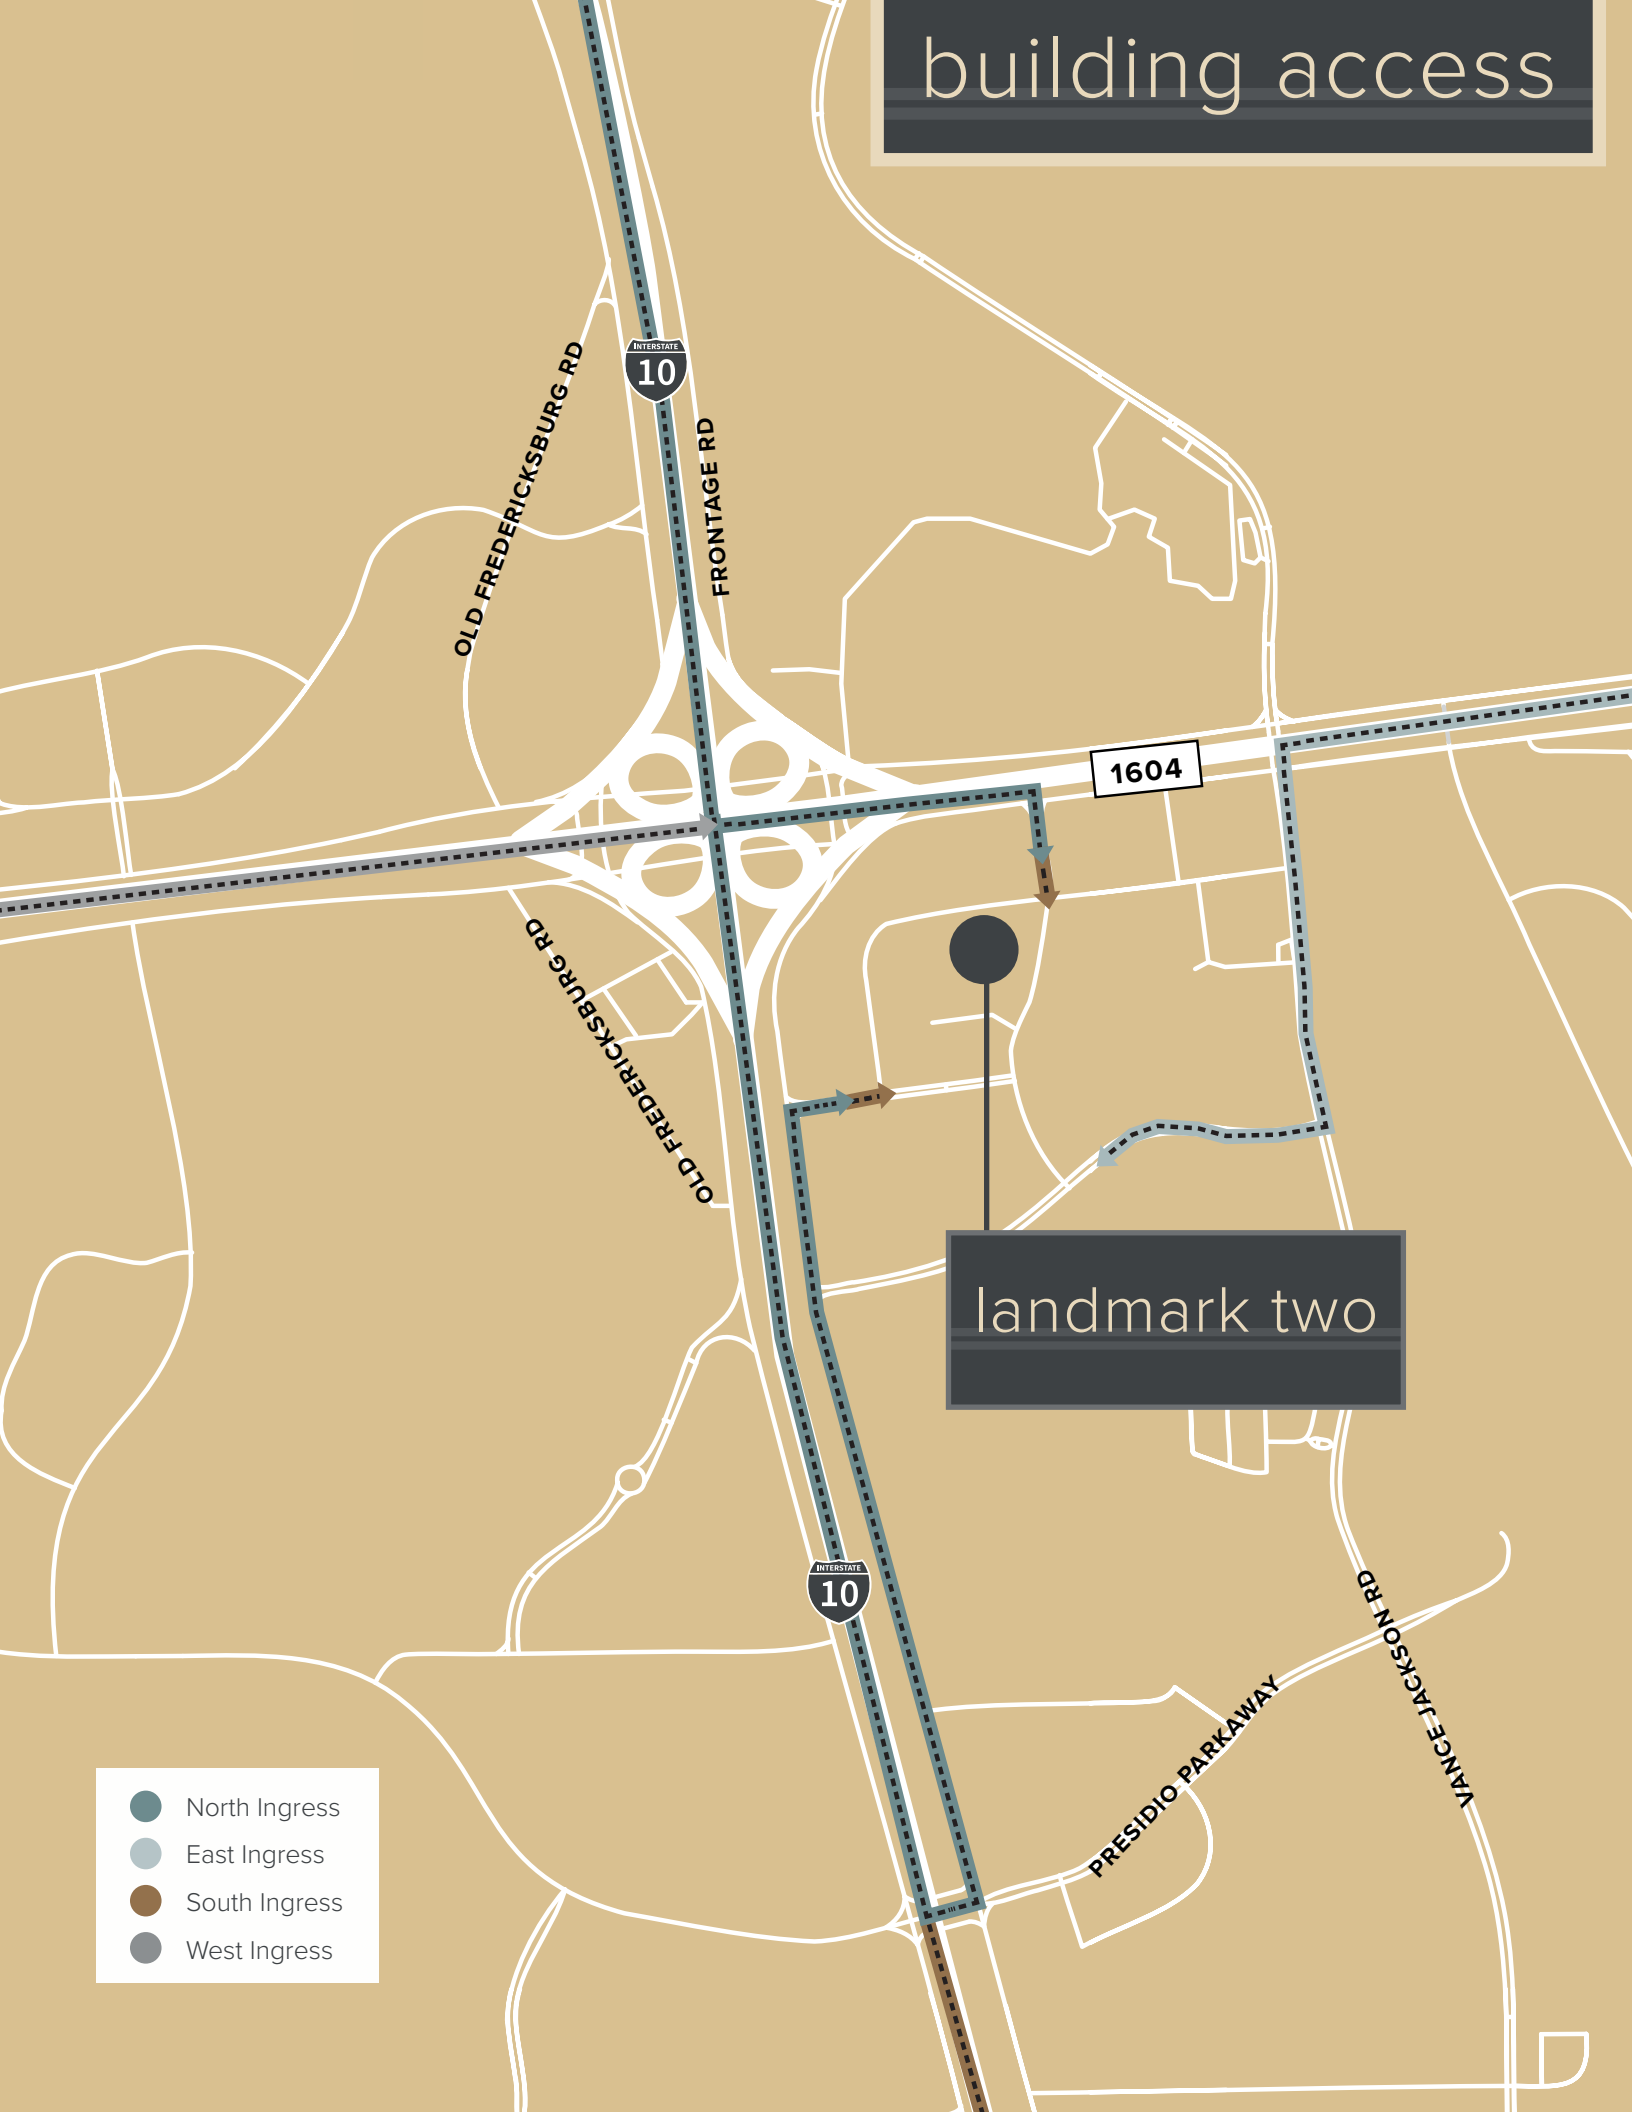 building access
INTERSTATE
10
OLD FREDERICKSBURG RD
FRONTAGE RD
1604
OLD FREDERICKSBURG RD
landmark two
INTERSTATE
10
VANCE JACKSON RD
PRESIDIO PARKAWAY
North Ingress
East Ingress
South Ingress
West Ingress